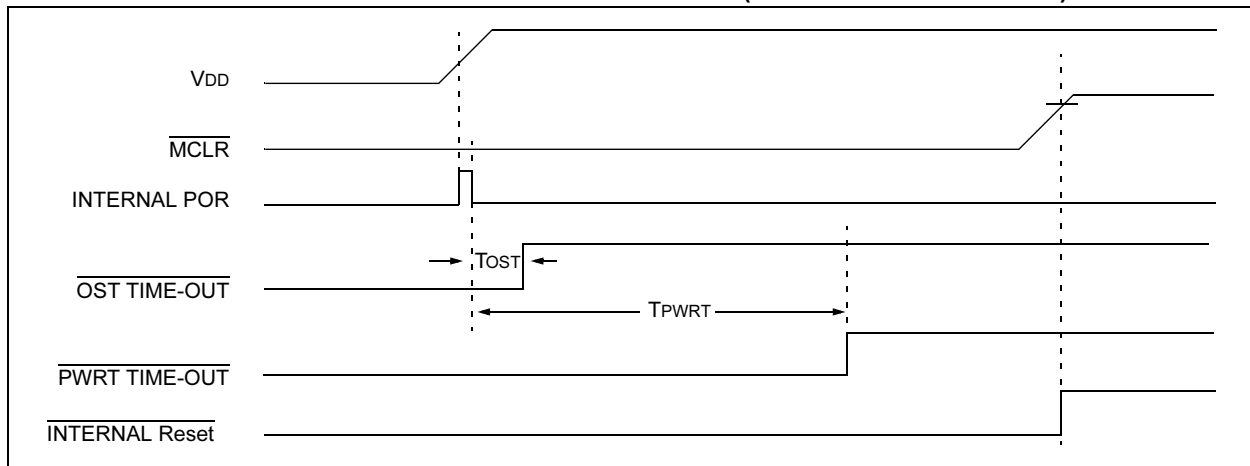 VDD
MCLR
INTERNAL POR
TOST
OST TIME-OUT
TPWRT
PWRT TIME-OUT
INTERNAL Reset